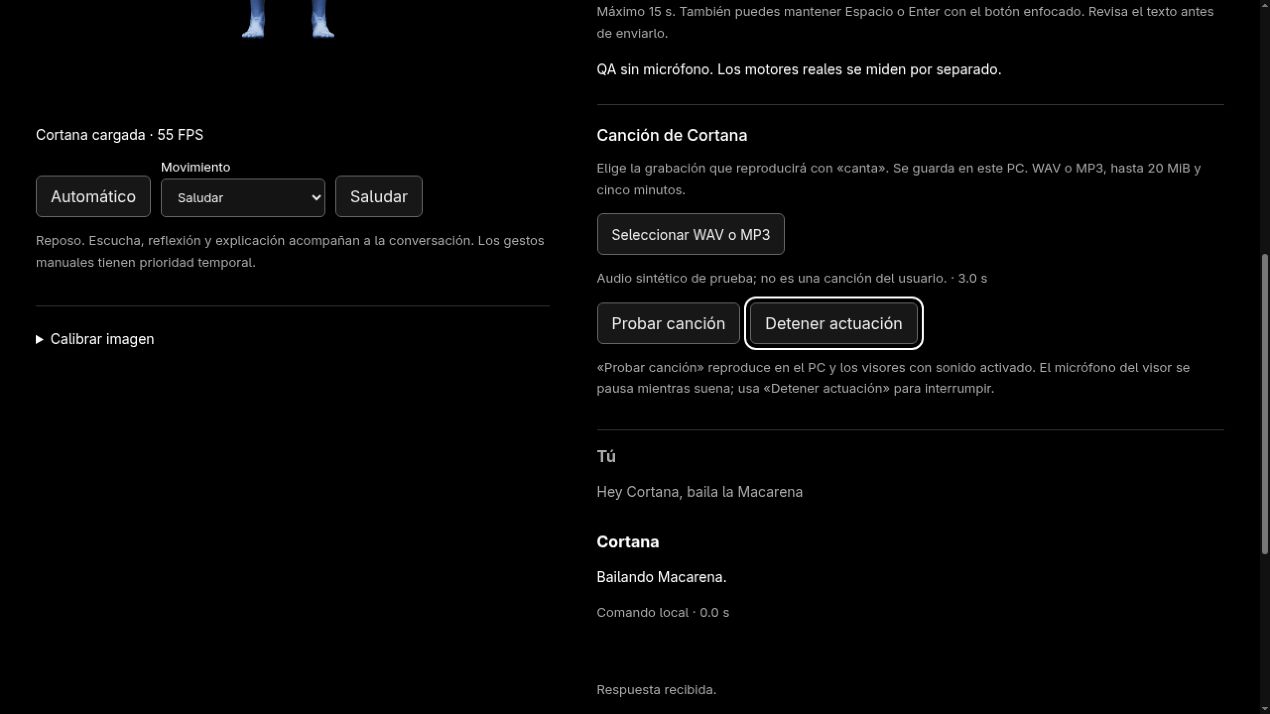 Cortana cargada · 55 FPS
Automático
Movimiento
Saludar
Saludar
Reposo. Escucha, reflexión y explicación acompañan a la conversación. Los gestos
manuales tienen prioridad temporal.
Calibrar imagen
Máximo 15 s. También puedes mantener Espacio o Enter con el botón enfocado. Revisa el texto antes
de enviarlo.
QA sin micrófono. Los motores reales se miden por separado.
Canción de Cortana
Elige la grabación que reproducirá con «canta». Se guarda en este PC. WAV o MP3, hasta 20 MiB y
cinco minutos.
Seleccionar WAV o MP3
Audio sintético de prueba; no es una canción del usuario. · 3.0 s
Probar canción
Detener actuación
«Probar canción» reproduce en el PC y los visores con sonido activado. El micrófono del visor se
pausa mientras suena; usa «Detener actuación» para interrumpir.
Tú
Hey Cortana, baila la Macarena
Cortana
Bailando Macarena.
Comando local · 0.0 s
Respuesta recibida.